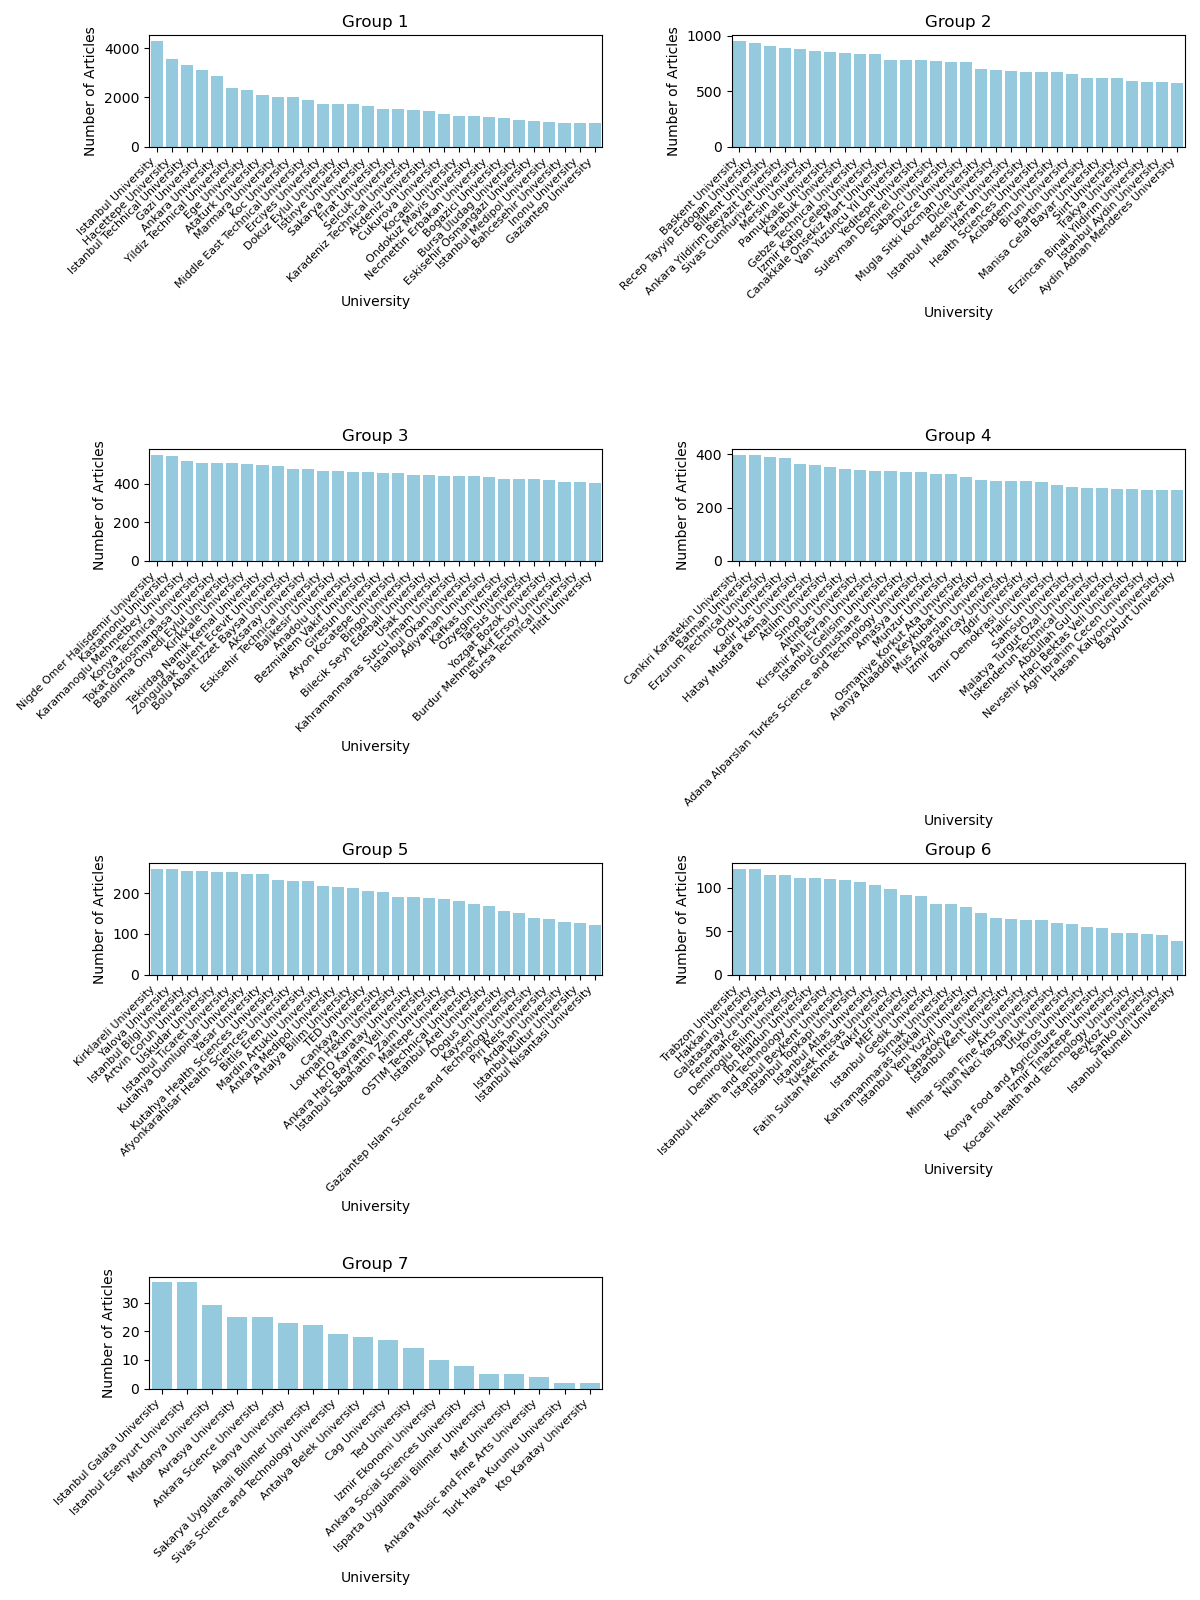 Group 1
Number of Articles
4000
2000
0
Istanbul University
Hacettepe University
Istanbul Technical University
Gazi University
Ankara University
Yildiz Technical University
Ege University
Ataturk University
Marmara University
Koc University
Middle East Technical University
Erciyes University
Dokuz Eylul University
Istinye University
Sakarya University
Firat University
Selcuk University
Karadeniz Technical University
Akdeniz University
Cukurova University
Kocaeli University
Ondokuz Mayis University
Necmettin Erbakan University
Bogazici University
Bursa Uludag University
Eskisehir Osmangazi University
Istanbul Medipol University
Bahcesehir University
Inonu University
Gaziantep University
University
Group 2
Number of Articles
1000
500
0
Baskent University
Recep Tayyip Erdogan University
Bilkent University
Ankara Yildirim Beyazit University
Sivas Cumhuriyet University
Mersin University
Pamukkale University
Karabuk University
Gebze Technical University
Izmir Katip Celebi University
Canakkale Onsekiz Mart University
Van Yuzuncu Yil University
Yeditepe University
Suleyman Demirel University
Sabanci University
Duzce University
Mugla Sitki Kocman University
Dicle University
Istanbul Medeniyet University
Harran University
Health Sciences University
Acibadem University
Biruni University
Bartin University
Manisa Celal Bayar University
Siirt University
Trakya University
Erzincan Binali Yildirim University
Istanbul Aydin University
Aydin Adnan Menderes University
University
Group 3
Number of Articles
400
200
0
Nigde Omer Halisdemir University
Kastamonu University
Karamanoglu Mehmetbey University
Konya Technical University
Tokat Gaziosmanpasa University
Bandirma Onyedi Eylul University
Kirikkale University
Tekirdag Namik Kemal University
Zonguldak Bulent Ecevit University
Bolu Abant Izzet Baysal University
Aksaray University
Eskisehir Technical University
Balikesir University
Anadolu University
Bezmialem Vakif University
Giresun University
Afyon Kocatepe University
Bingol University
Bilecik Seyh Edebali University
Usak University
Kahramanmaras Sutcu Imam University
Istanbul Okan University
Adiyaman University
Kafkas University
Ozyegin University
Tarsus University
Yozgat Bozok University
Burdur Mehmet Akif Ersoy University
Bursa Technical University
Hitit University
University
Group 4
Number of Articles
400
200
0
Cankiri Karatekin University
Batman University
Erzurum Technical University
Ordu University
Kadir Has University
Hatay Mustafa Kemal University
Atilim University
Sinop University
Altinbas University
Kirsehir Ahi Evran University
Istanbul Gelisim University
Gumushane University
Adana Alparslan Turkes Science and Technology University
Amasya University
Munzur University
Osmaniye Korkut Ata University
Alanya Alaaddin Keykubat University
Mus Alparslan University
Izmir Bakircay University
Igdir University
Izmir Demokrasi University
Halic University
Samsun University
Malatya Turgut Ozal University
Iskenderun Technical University
Abdullah Gul University
Nevsehir Haci Bektas Veli University
Agri Ibrahim Cecen University
Hasan Kalyoncu University
Bayburt University
University
Group 5
Number of Articles
200
100
0
Kirklareli University
Yalova University
Istanbul Bilgi University
Artvin Coruh University
Uskudar University
Istanbul Ticaret University
Kutahya Dumlupinar University
Yasar University
Kutahya Health Sciences University
Afyonkarahisar Health Sciences University
Bitlis Eren University
Mardin Artuklu University
Ankara Medipol University
Antalya Bilim University
TED University
Cankaya University
Lokman Hekim University
KTO Karatay University
Ankara Haci Bayram Veli University
Istanbul Sabahattin Zaim University
Maltepe University
OSTIM Technical University
Istanbul Arel University
Dogus University
Kayseri University
Gaziantep Islam Science and Technology University
Piri Reis University
Ardahan University
Istanbul Kultur University
Istanbul Nisantasi University
University
Group 6
Number of Articles
100
50
0
Trabzon University
Hakkari University
Galatasaray University
Fenerbahce University
Demiroglu Bilim University
Ibn Haldun University
Istanbul Health and Technology University
Istanbul Beykent University
Istanbul Topkapi University
Istanbul Atlas University
Yuksek Ihtisas University
Fatih Sultan Mehmet Vakif University
MEF University
Istanbul Gedik University
Sirnak University
Kahramanmaras Istiklal University
Istanbul Yeni Yuzyil University
Kapadokya University
Istanbul Kent University
Isik University
Mimar Sinan Fine Arts University
Nuh Naci Yazgan University
Ufuk University
Toros University
Konya Food and Agriculture University
Izmir Tinaztepe University
Kocaeli Health and Technology University
Beykoz University
Sanko University
Istanbul Rumeli University
University
Group 7
Number of Articles
30
20
10
0
Istanbul Galata University
Istanbul Esenyurt University
Mudanya University
Avrasya University
Ankara Science University
Alanya University
Sakarya Uygulamali Bilimler University
Sivas Science and Technology University
Antalya Belek University
Cag University
Ted University
Izmir Ekonomi University
Ankara Social Sciences University
Isparta Uygulamali Bilimler University
Mef University
Ankara Music and Fine Arts University
Turk Hava Kurumu University
Kto Karatay University
University